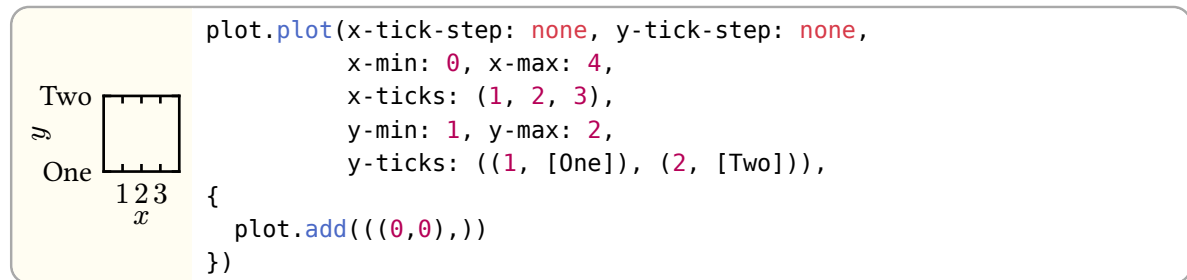 Two
y
One
1 2 3
x
plot.plot(x-tick-step: none, y-tick-step: none,
x-min: 0, x-max: 4,
x-ticks: (1, 2, 3),
y-min: 1, y-max: 2,
y-ticks: ((1, [One]), (2, [Two])),
{
plot.add(((0,0),))
})